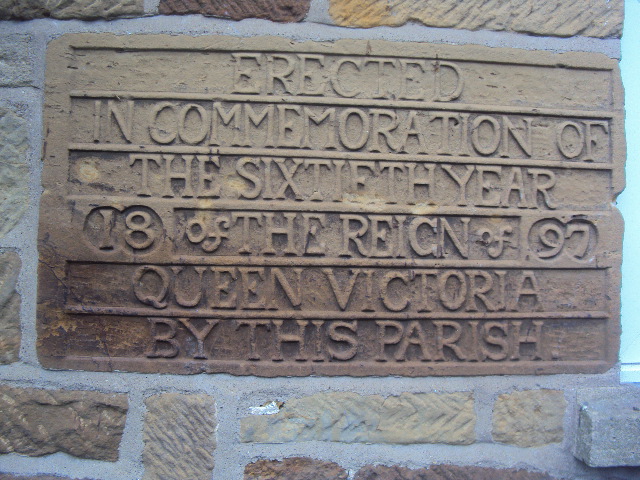 ERECTED
IN COMMEMORATION OF
THE SIXTIETH YEAR
18 of THE REIGN of 97
QUEEN VICTORIA
BY THIS PARISH.